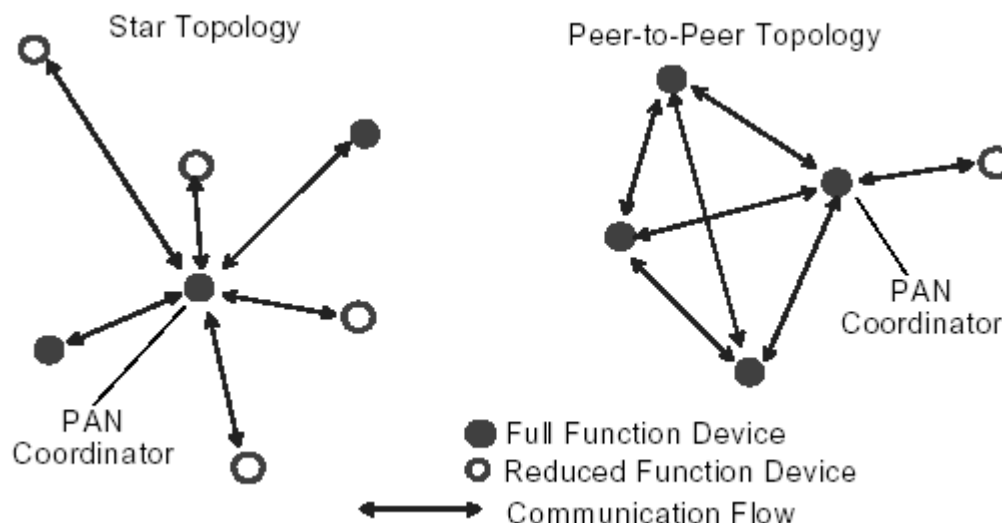 Star Topology
Peer-to-Peer Topology
PAN
Coordinator
PAN
Coordinator
Full Function Device
Reduced Function Device
Communication Flow